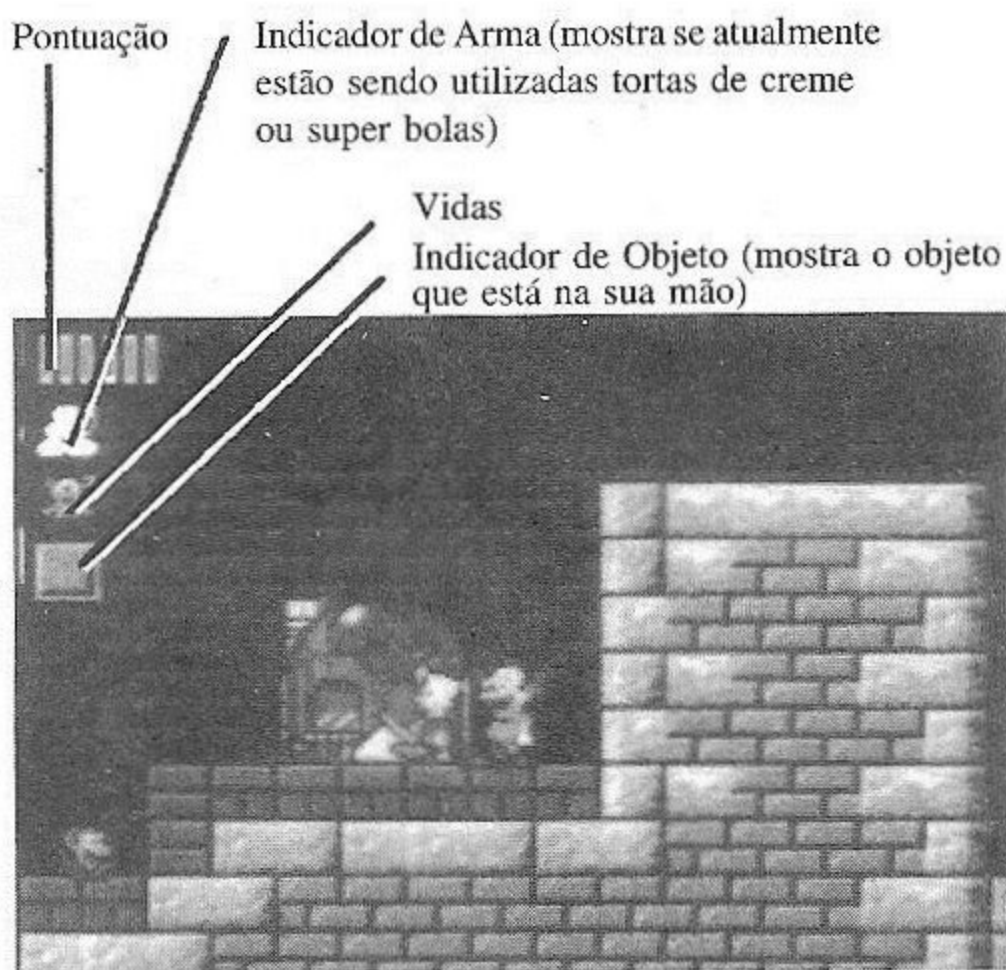 Pontuação
Indicador de Arma (mostra se atualmente
estão sendo utilizadas tortas de creme
ou super bolas)
Vidas
Indicador de Objeto (mostra o objeto
que está na sua mão)